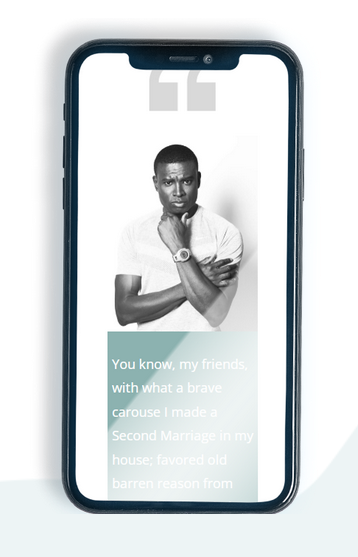 “
You know, my friends,
with what a brave
carouse I made a
Second Marriage in my
house; favored old
barren reason from